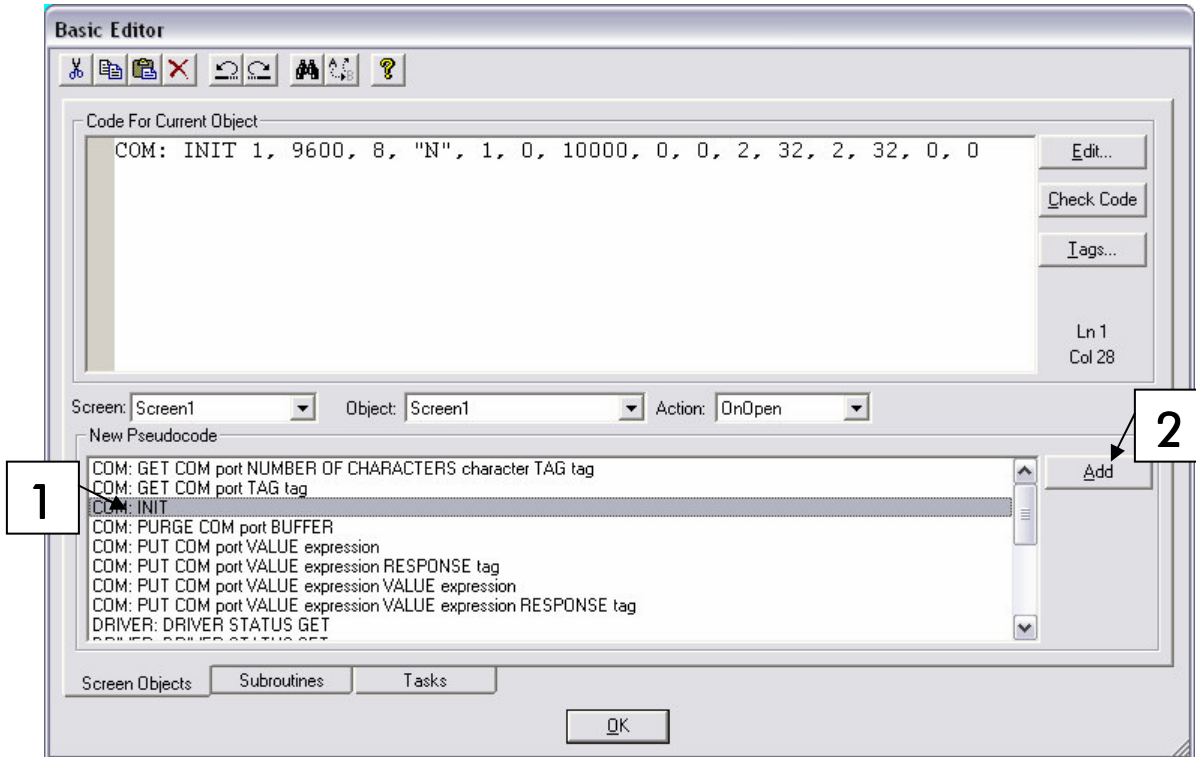 Basic Editor
Code For Current Object
COM: INIT 1, 9600, 8, "N", 1, 0, 10000, 0, 0, 2, 32, 2, 32, 0, 0
Edit...
Check Code
Tags...
Ln 1
Col 28
Screen: Screen1 Object: Screen1 Action: OnOpen
New Pseudocode
COM: GET COM port NUMBER OF CHARACTERS character TAG tag
COM: GET COM port TAG tag
COM: INIT
COM: PURGE COM port BUFFER
COM: PUT COM port VALUE expression
COM: PUT COM port VALUE expression RESPONSE tag
COM: PUT COM port VALUE expression VALUE expression
COM: PUT COM port VALUE expression VALUE expression RESPONSE tag
DRIVER: DRIVER STATUS GET
Add
1
2
Screen Objects Subroutines Tasks
OK